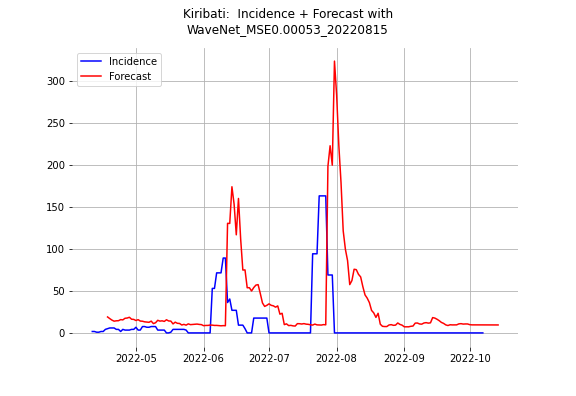 Kiribati:  Incidence + Forecast with
WaveNet_MSE0.00053_20220815
Incidence
Forecast
300
250
200
150
100
50
0
2022-05 2022-06 2022-07 2022-08 2022-09 2022-10